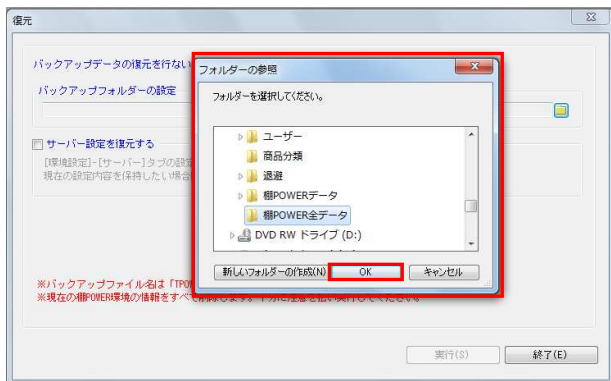 復元
バックアップデータの復元を行ない
バックアップフォルダーの設定
サーバー設定を復元する
[環境設定]-[サーバー]タブの設定
現在の設定内容を保持したい場合
※バックアップファイル名は「TPO
※現在の棚POWER環境の情報をすべて削除します。十分に注意を払い実行してください。
実行(S)
終了(E)
フォルダーの参照
フォルダーを選択してください。
ユーザー
商品分類
退避
棚POWERデータ
棚POWER全データ
DVD RW ドライブ (D:)
新しいフォルダーの作成(N)
OK
キャンセル